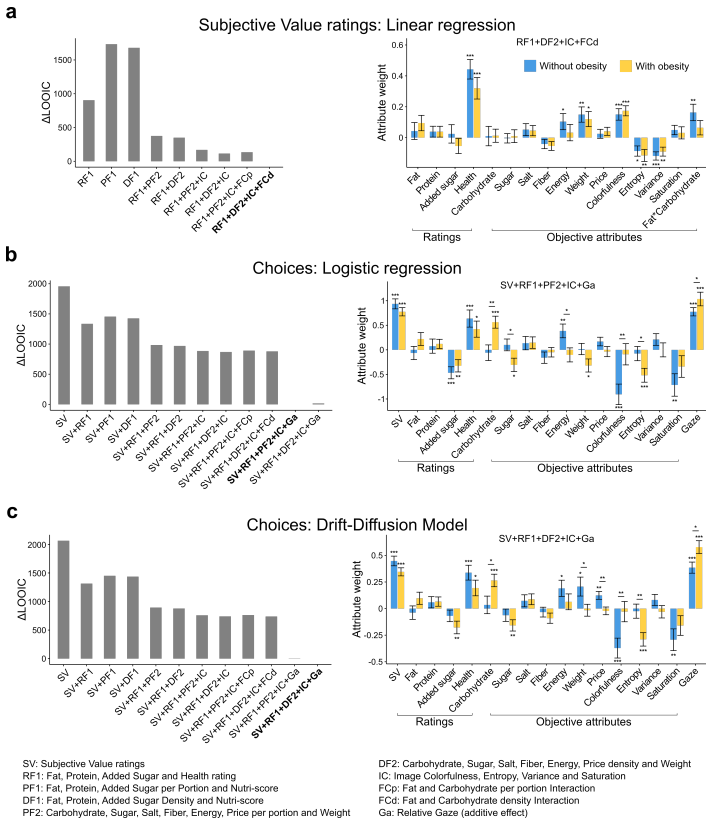 a
Subjective Value ratings: Linear regression
ΔLOOIC
1500
1000
500
0
RF1
PF1
DF1
RF1+PF2
RF1+DF2
RF1+PF2+IC
RF1+DF2+IC
RF1+PF2+IC+FCp
RF1+DF2+IC+FCd
RF1+DF2+IC+FCd
Without obesity
With obesity
Attribute weight
0.6
0.4
0.2
0
Fat
Protein
Added sugar
Health
Carbohydrate
Sugar
Salt
Fiber
Energy
Weight
Price
Colorfulness
Entropy
Variance
Saturation
Fat*Carbohydrate
Ratings
Objective attributes
b
Choices: Logistic regression
ΔLOOIC
2000
1500
1000
500
0
SV
SV+RF1
SV+PF1
SV+DF1
SV+RF1+PF2
SV+RF1+DF2
SV+RF1+PF2+IC
SV+RF1+DF2+IC
SV+RF1+PF2+IC+FCp
SV+RF1+DF2+IC+FCd
SV+RF1+PF2+IC+Ga
SV+RF1+DF2+IC+Ga
SV+RF1+PF2+IC+Ga
Attribute weight
1
0.5
0
-0.5
-1
SV
Fat
Protein
Added sugar
Health
Carbohydrate
Sugar
Salt
Fiber
Energy
Weight
Price
Colorfulness
Entropy
Variance
Saturation
Gaze
Ratings
Objective attributes
c
Choices: Drift-Diffusion Model
ΔLOOIC
2000
1500
1000
500
0
SV
SV+RF1
SV+PF1
SV+DF1
SV+RF1+PF2
SV+RF1+DF2
SV+RF1+PF2+IC
SV+RF1+DF2+IC
SV+RF1+PF2+IC+FCp
SV+RF1+DF2+IC+FCd
SV+RF1+PF2+IC+Ga
SV+RF1+DF2+IC+Ga
SV+RF1+DF2+IC+Ga
Attribute weight
0.5
0.25
0
-0.25
-0.5
SV
Fat
Protein
Added sugar
Health
Carbohydrate
Sugar
Salt
Fiber
Energy
Weight
Price
Colorfulness
Entropy
Variance
Saturation
Gaze
Ratings
Objective attributes
SV: Subjective Value ratings
RF1: Fat, Protein, Added Sugar and Health rating
PF1: Fat, Protein, Added Sugar per Portion and Nutri-score
DF1: Fat, Protein, Added Sugar Density and Nutri-score
PF2: Carbohydrate, Sugar, Salt, Fiber, Energy, Price per portion and Weight
DF2: Carbohydrate, Sugar, Salt, Fiber, Energy, Price density and Weight
IC: Image Colorfulness, Entropy, Variance and Saturation
FCp: Fat and Carbohydrate per portion Interaction
FCd: Fat and Carbohydrate density Interaction
Ga: Relative Gaze (additive effect)